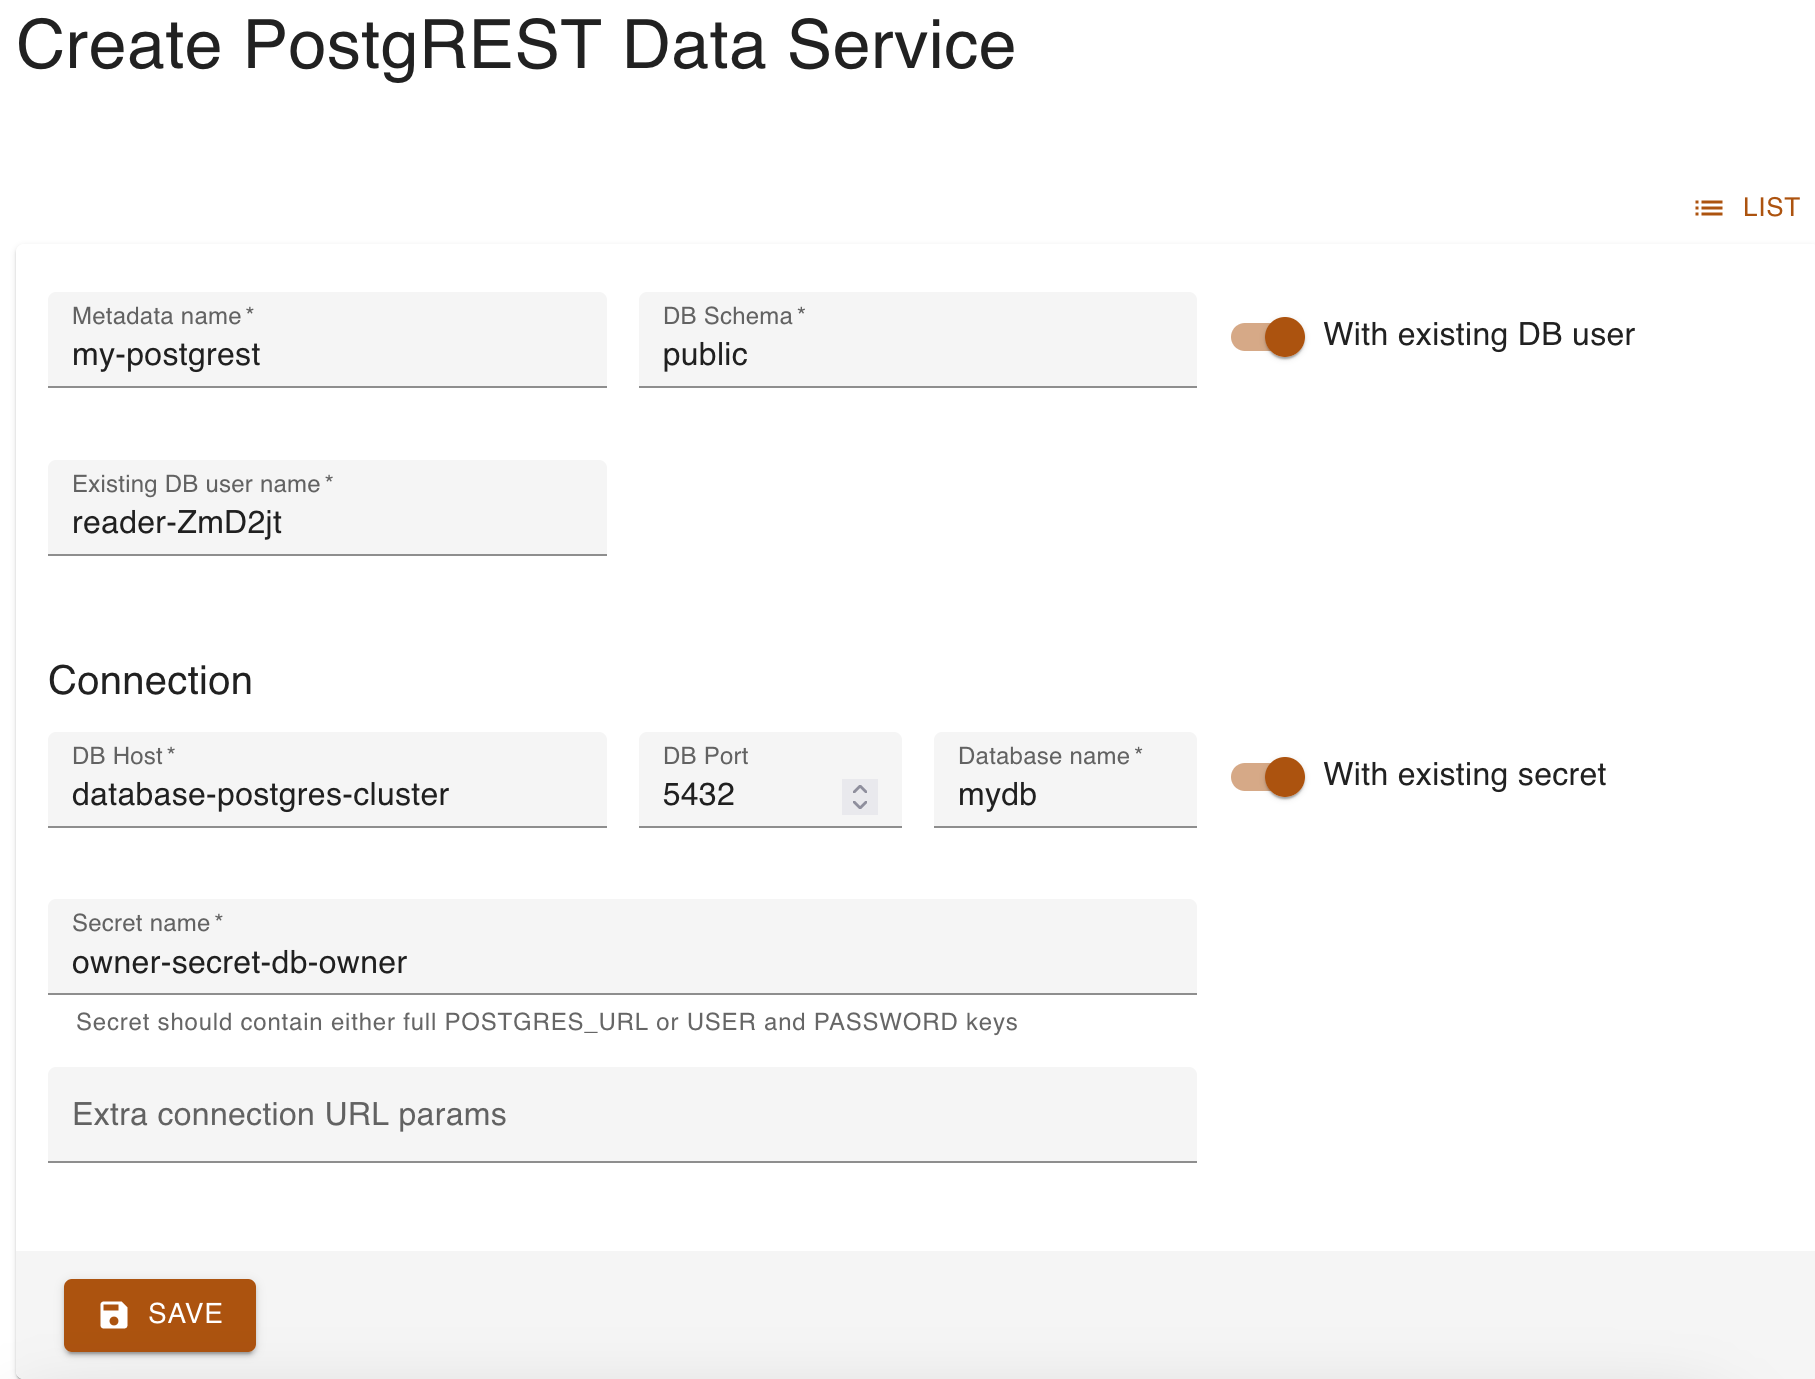 Create PostgREST Data Service
LIST
Metadata name *
my-postgrest
DB Schema *
public
With existing DB user
Existing DB user name *
reader-ZmD2jt
Connection
DB Host *
database-postgres-cluster
DB Port
5432
Database name *
mydb
With existing secret
Secret name *
owner-secret-db-owner
Secret should contain either full POSTGRES_URL or USER and PASSWORD keys
Extra connection URL params
SAVE